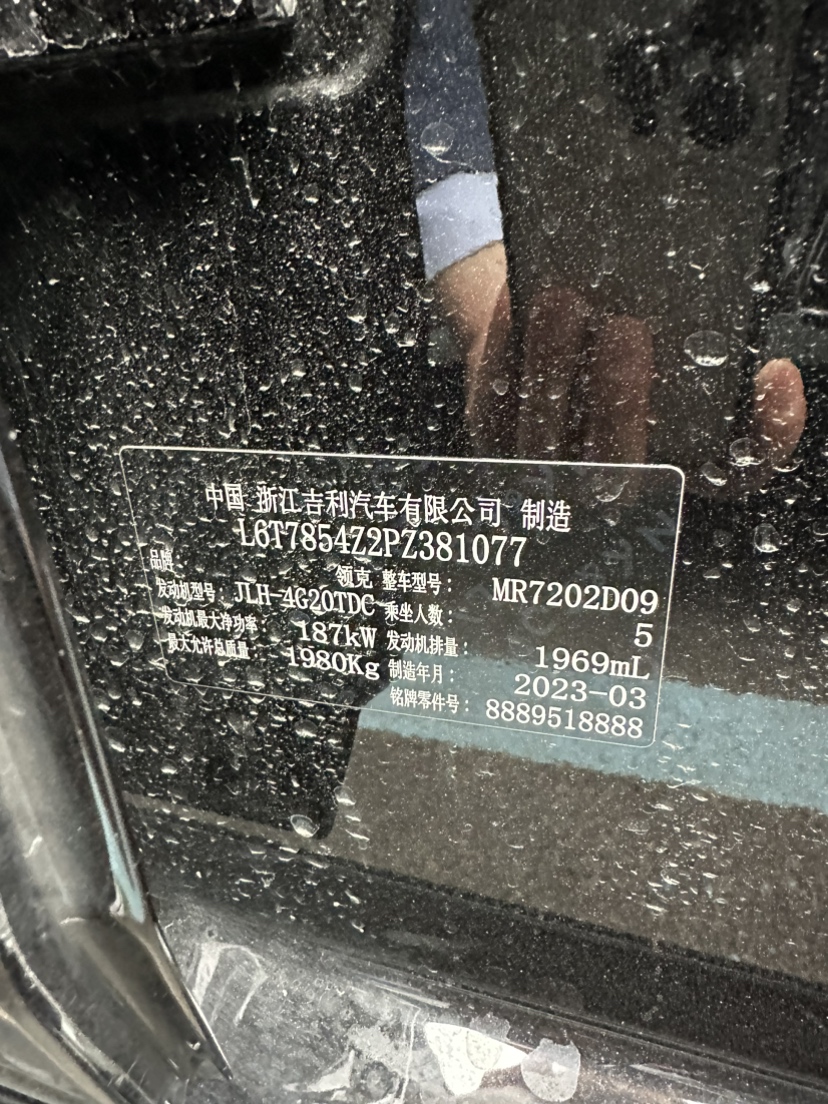 中国 浙江吉利汽车有限公司 制造
L6T7854Z2PZ381077
品牌: 领克 整车型号: MR7202D09
发动机型号: JLH-4G20TDC 乘坐人数: 5
发动机最大净功率: 187kW 发动机排量: 1969mL
最大允许总质量: 1980Kg 制造年月: 2023-03
铭牌零件号: 8889518888